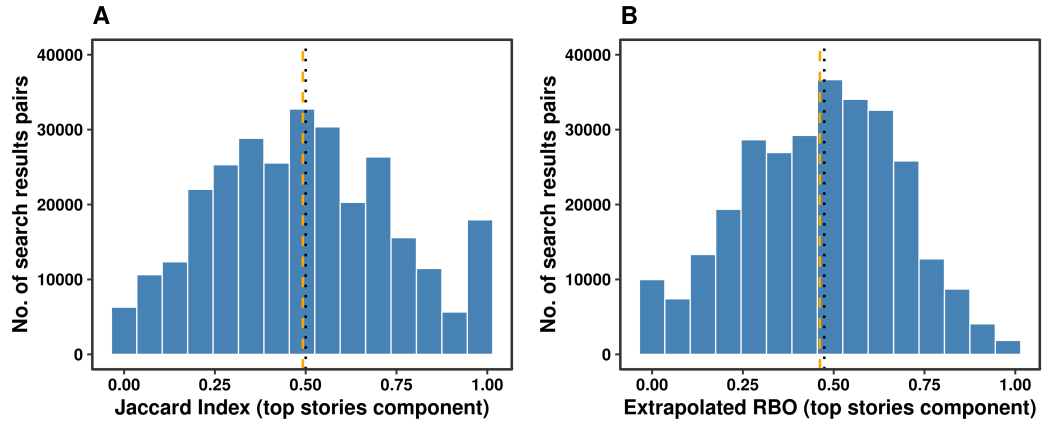 A
No. of search results pairs
40000
30000
20000
10000
0
0.00 0.25 0.50 0.75 1.00
Jaccard Index (top stories component)
B
No. of search results pairs
40000
30000
20000
10000
0
0.00 0.25 0.50 0.75 1.00
Extrapolated RBO (top stories component)